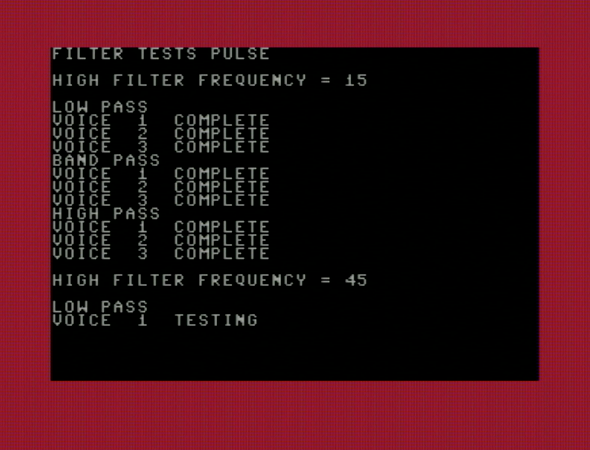 FILTER TESTS PULSE
HIGH FILTER FREQUENCY = 15
LOW PASS
VOICE 1 COMPLETE
VOICE 2 COMPLETE
VOICE 3 COMPLETE
BAND PASS
VOICE 1 COMPLETE
VOICE 2 COMPLETE
VOICE 3 COMPLETE
HIGH PASS
VOICE 1 COMPLETE
VOICE 2 COMPLETE
VOICE 3 COMPLETE
HIGH FILTER FREQUENCY = 45
LOW PASS
VOICE 1 TESTING